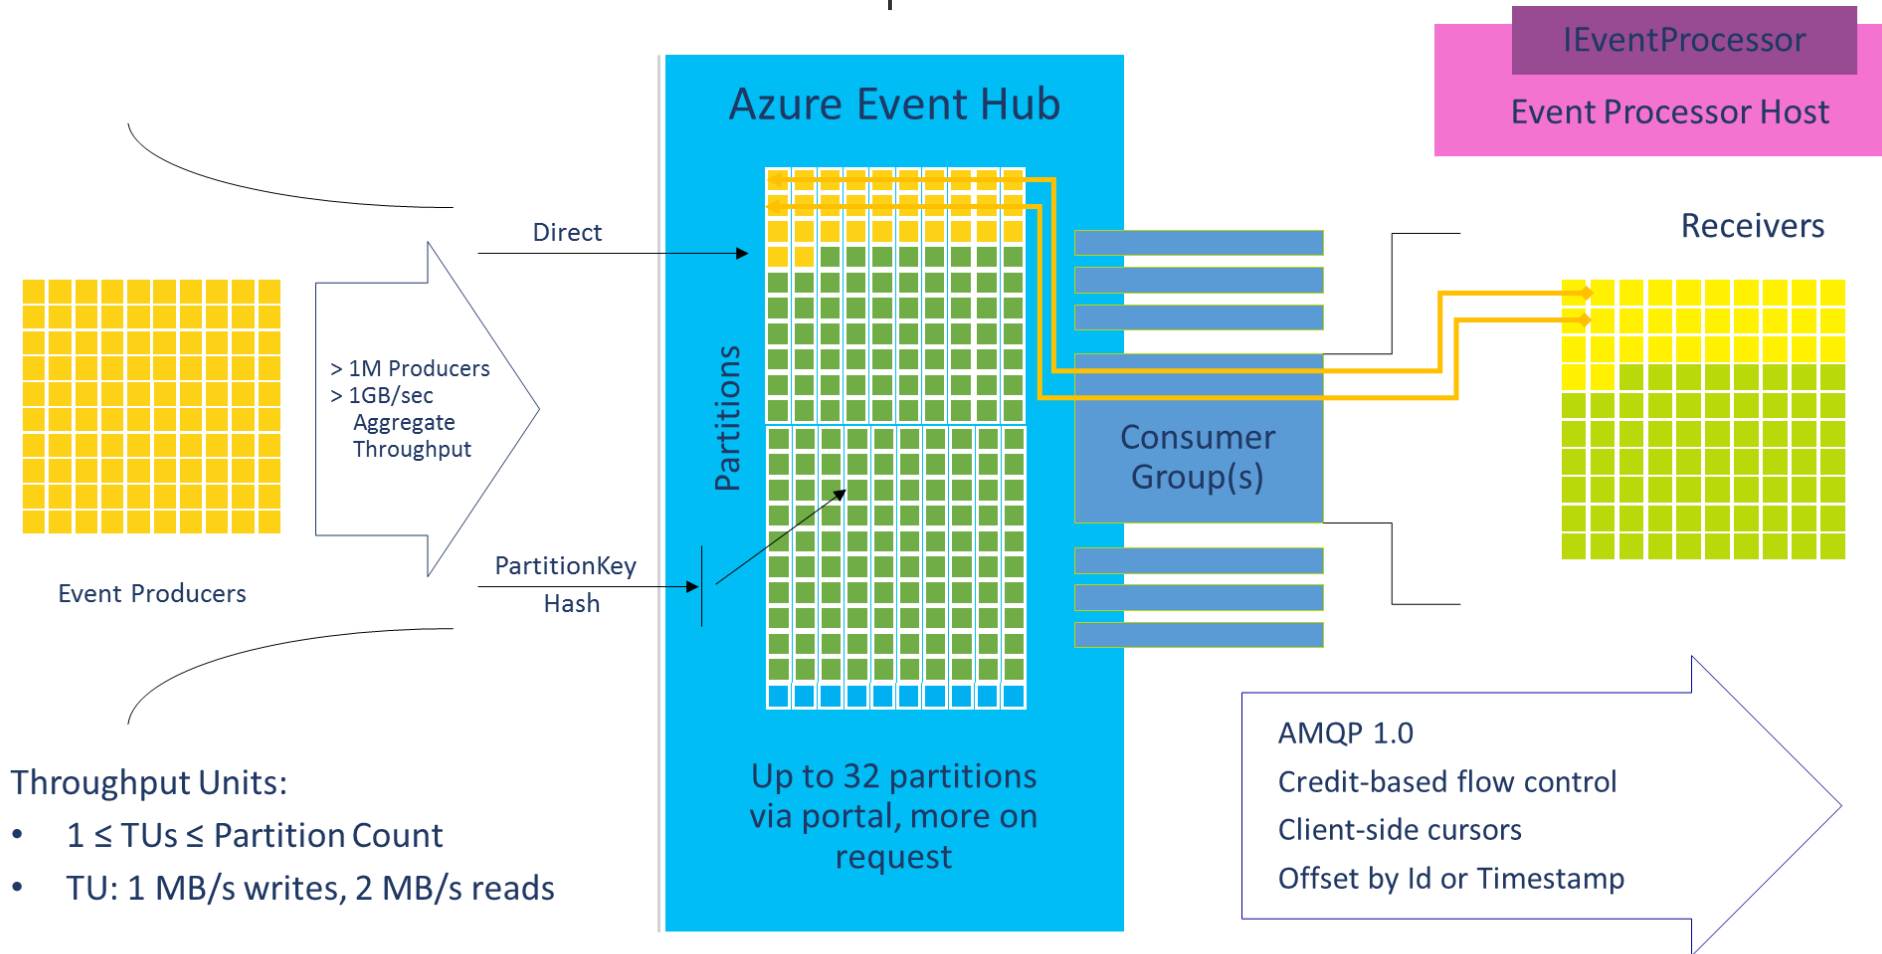 IEventProcessor
Event Processor Host
Azure Event Hub
Receivers
Direct
> 1M Producers
> 1GB/sec
Aggregate
Throughput
Partitions
Consumer
Group(s)
PartitionKey
Hash
Event Producers
Throughput Units:
• 1 ≤ TUs ≤ Partition Count
• TU: 1 MB/s writes, 2 MB/s reads
Up to 32 partitions
via portal, more on
request
AMQP 1.0
Credit-based flow control
Client-side cursors
Offset by Id or Timestamp